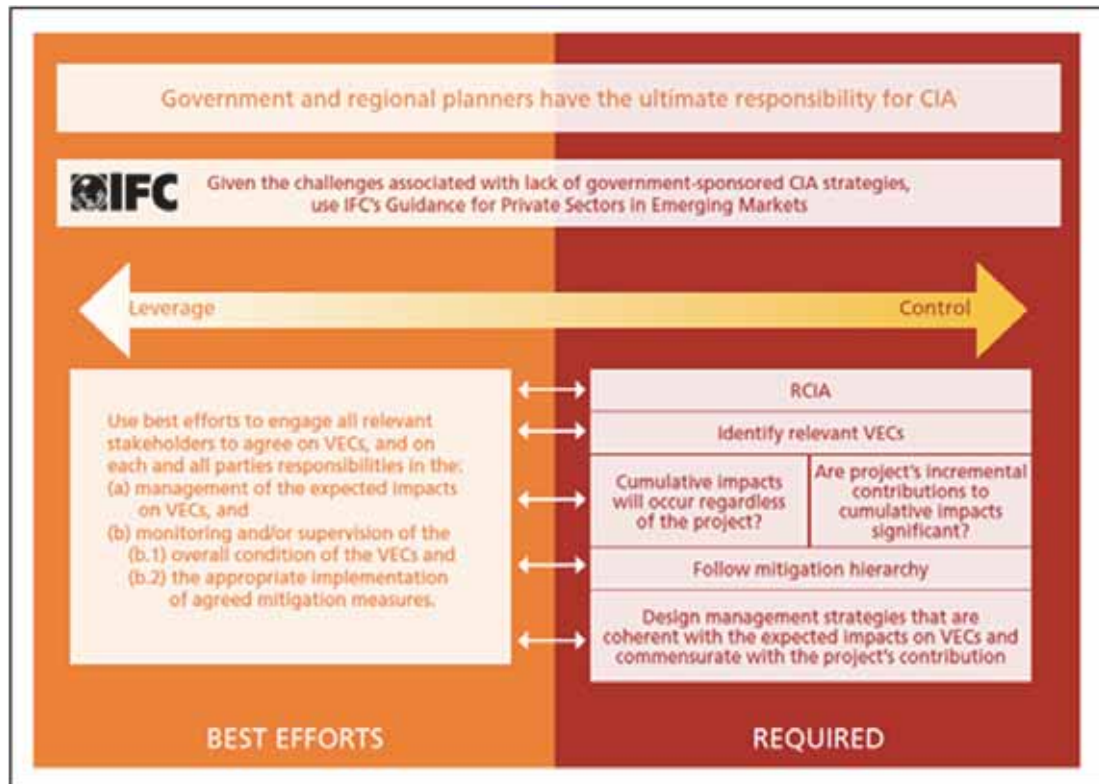 Government and regional planners have the ultimate responsibility for CIA
IFC
Given the challenges associated with lack of government-sponsored CIA strategies,
use IFC's Guidance for Private Sectors in Emerging Markets
Leverage
Control
Use best efforts to engage all relevant
stakeholders to agree on VECs, and on
each and all parties responsibilities in the:
(a) management of the expected impacts
on VECs, and
(b) monitoring and/or supervision of the
(b.1) overall condition of the VECs and
(b.2) the appropriate implementation
of agreed mitigation measures.
RCIA
Identify relevant VECs
Cumulative impacts
will occur regardless
of the project?
Are project's incremental
contributions to
cumulative impacts
significant?
Follow mitigation hierarchy
Design management strategies that are
coherent with the expected impacts on VECs and
commensurate with the project's contribution
BEST EFFORTS
REQUIRED